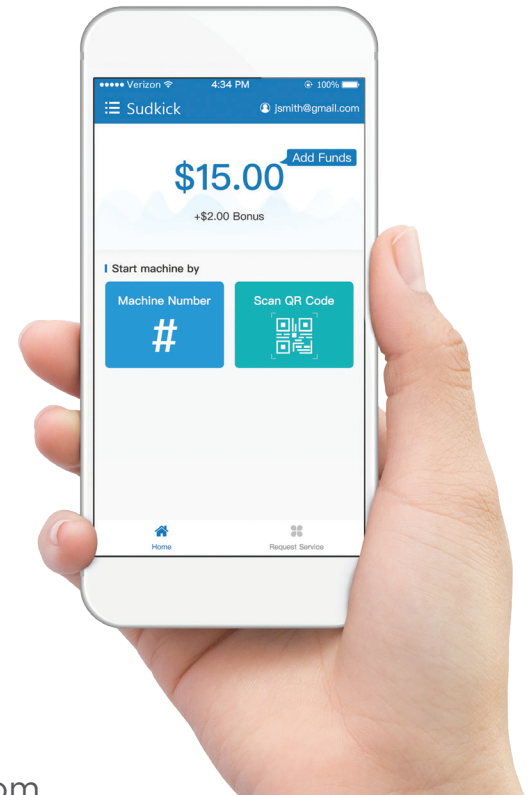 Verizon 4:34 PM 100%
Sudkick jsmith@gmail.com
Add Funds
$15.00
+$2.00 Bonus
Start machine by
Machine Number Scan QR Code
#
Home Request Service
om